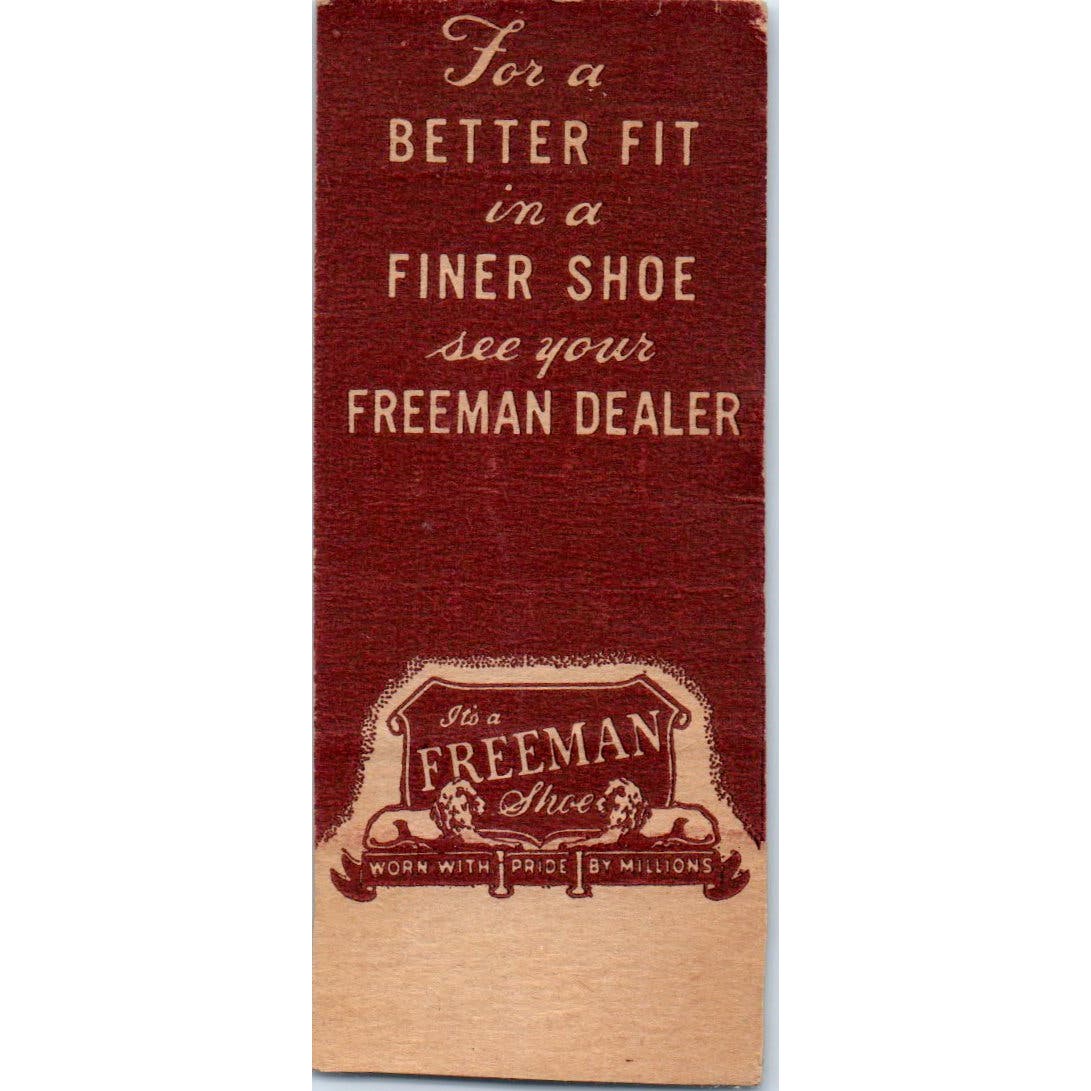 For a
BETTER FIT
in a
FINER SHOE
see your
FREEMAN DEALER
It's a
FREEMAN
Shoe
WORN WITH PRIDE BY MILLIONS